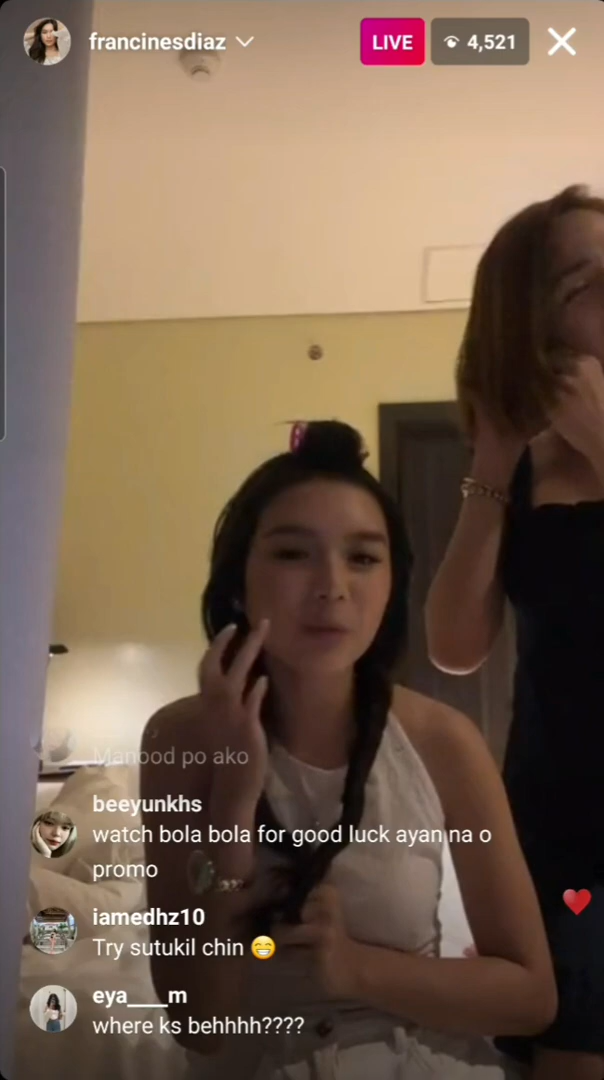 francinesdiaz
LIVE
4,521
Manood po ako
beeyunkhs
watch bola bola for good luck ayan na o
promo
iamedhz10
Try sutukil chin 😁
eya____m
where ks behhhh????